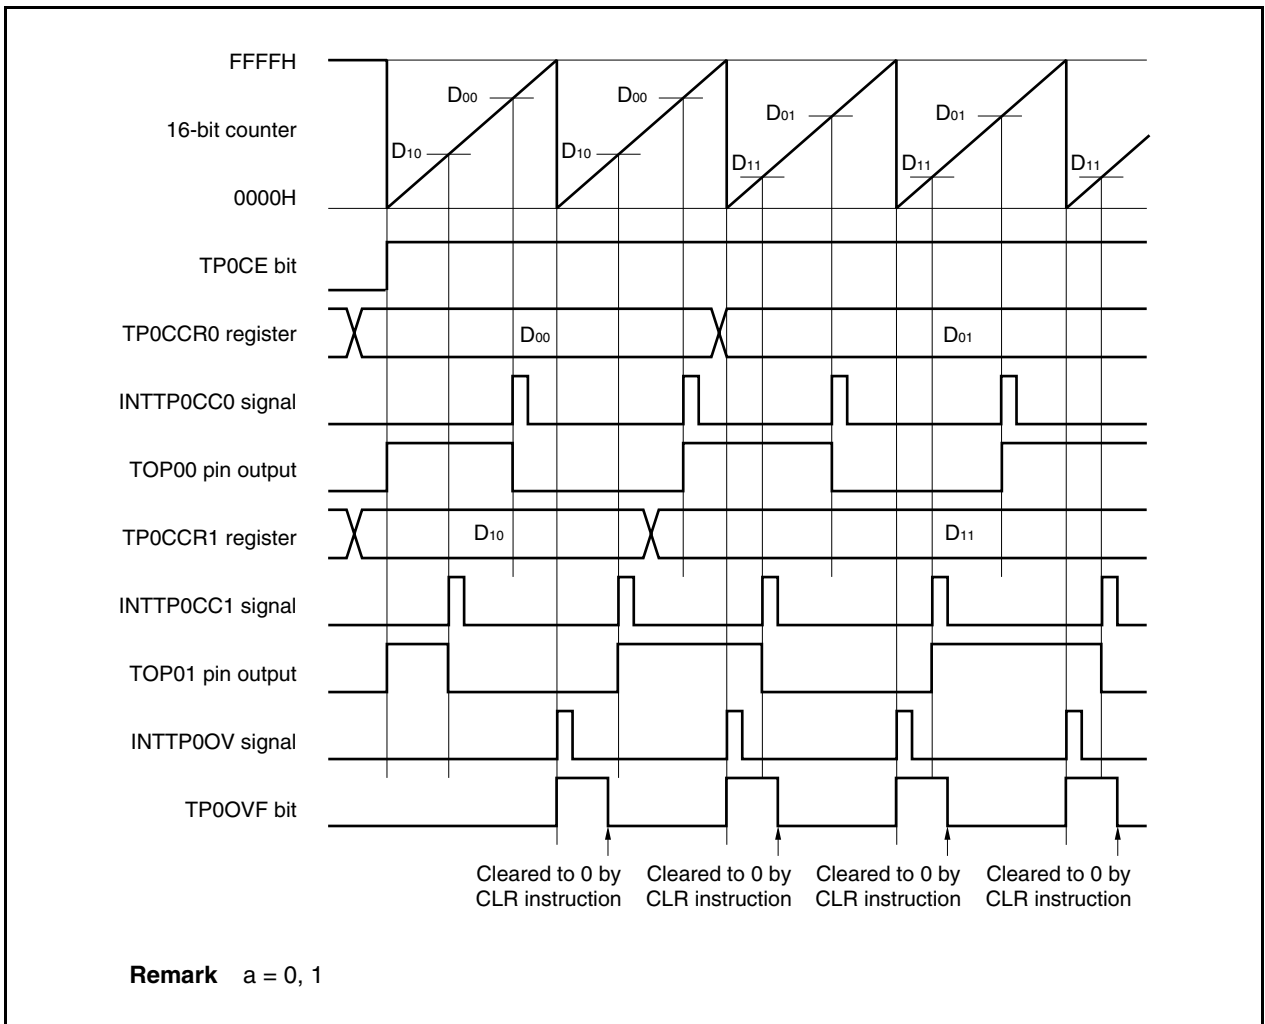 FFFFH
D00
D00
D01
D01
16-bit counter
D10
D10
D11
D11
D11
0000H
TP0CE bit
TP0CCR0 register
D00
D01
INTTP0CC0 signal
TOP00 pin output
TP0CCR1 register
D10
D11
INTTP0CC1 signal
TOP01 pin output
INTTP0OV signal
TP0OVF bit
Cleared to 0 by
CLR instruction
Cleared to 0 by
CLR instruction
Cleared to 0 by
CLR instruction
Cleared to 0 by
CLR instruction
Remark a = 0, 1